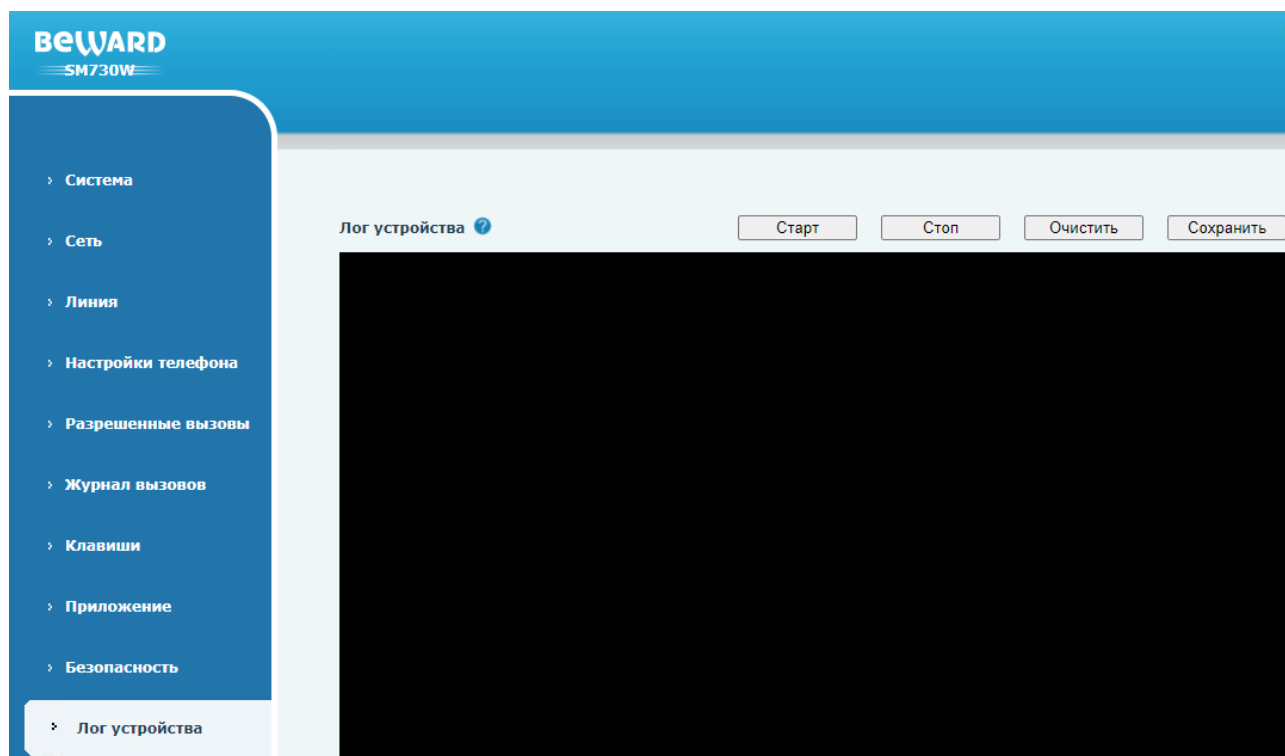 BEWARD
SM730W
Система
Сеть
Линия
Настройки телефона
Разрешенные вызовы
Журнал вызовов
Клавиши
Приложение
Безопасность
Лог устройства
Лог устройства ?
Старт Стоп Очистить Сохранить